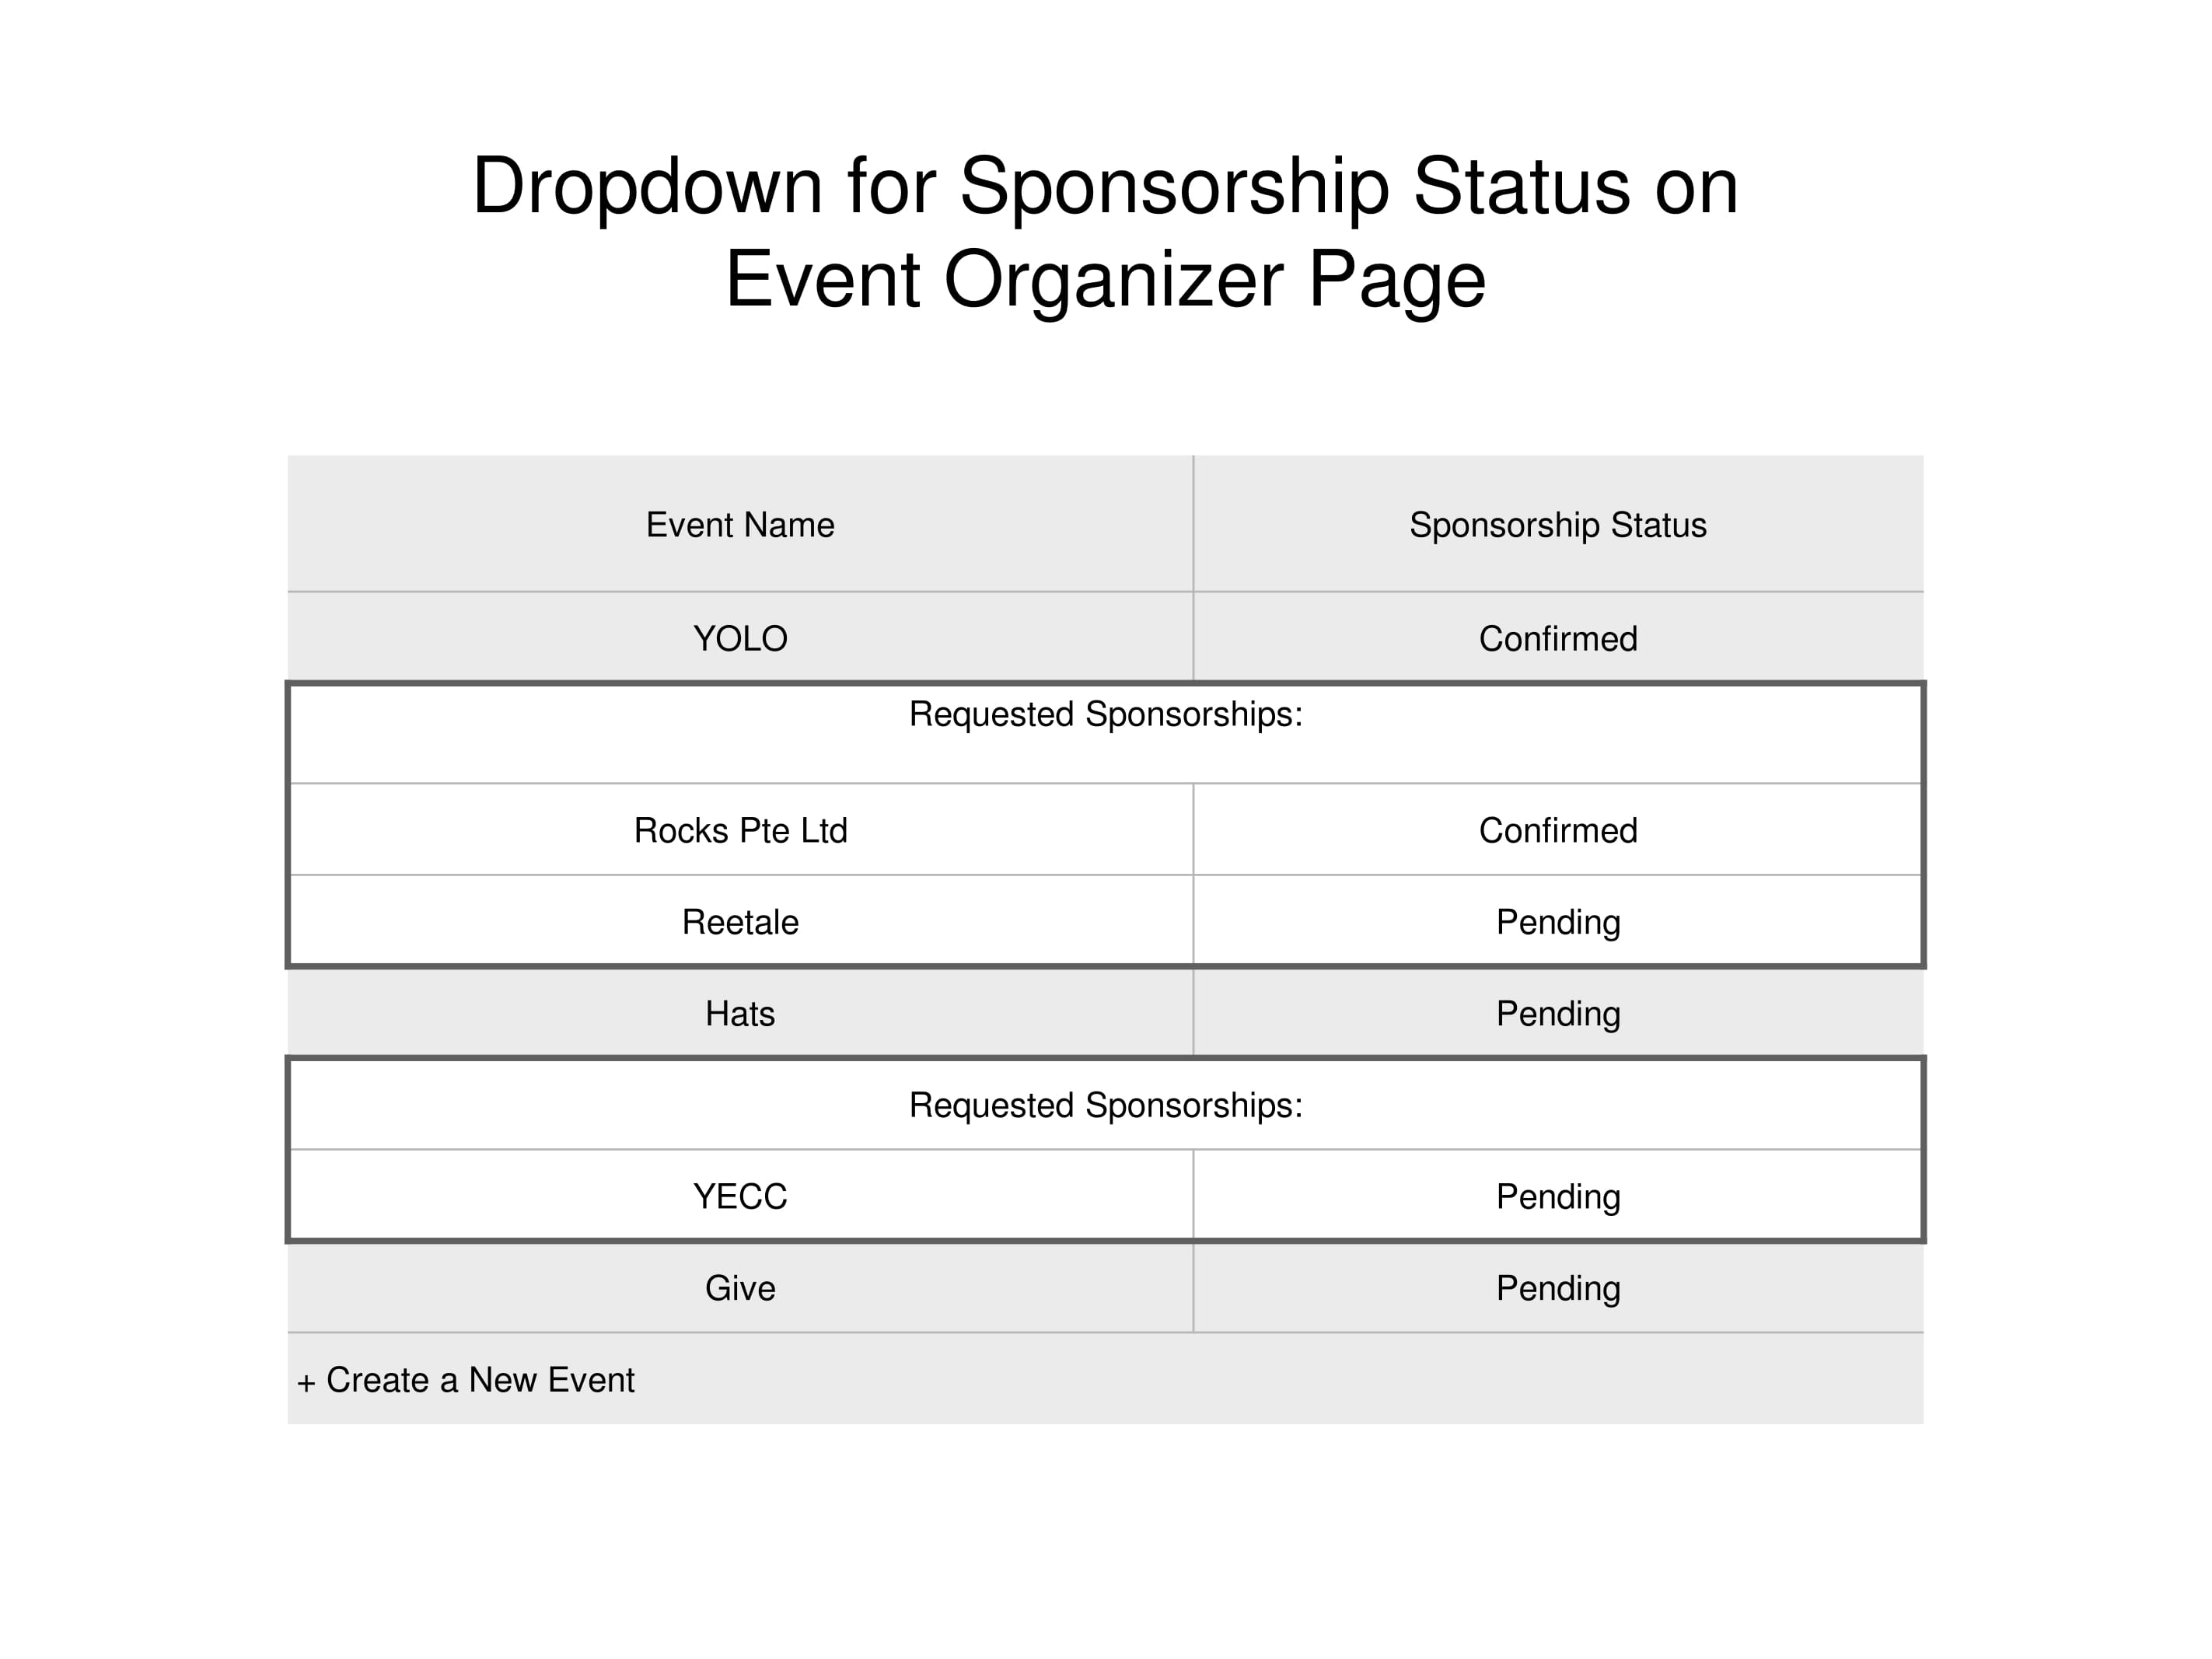 Dropdown for Sponsorship Status on
Event Organizer Page
Event Name Sponsorship Status
YOLO Confirmed
Requested Sponsorships:
Rocks Pte Ltd Confirmed
Reetale Pending
Hats Pending
Requested Sponsorships:
YECC Pending
Give Pending
+ Create a New Event